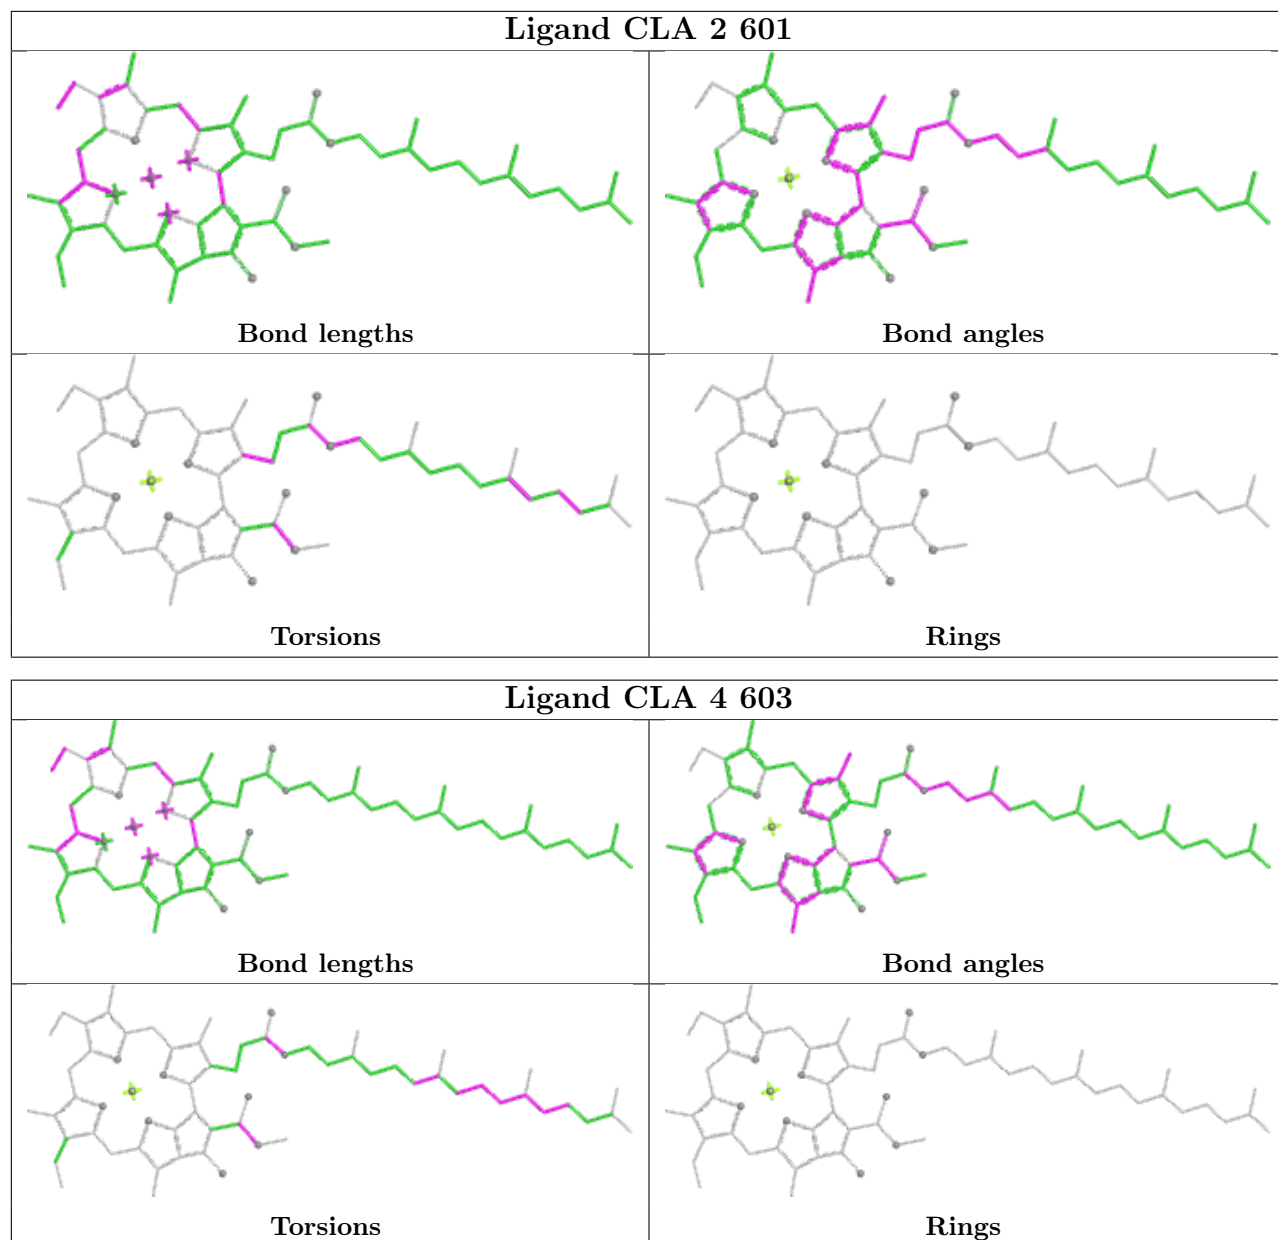 Ligand CLA 2 601
Bond lengths
Bond angles
Torsions
Rings
Ligand CLA 4 603
Bond lengths
Bond angles
Torsions
Rings